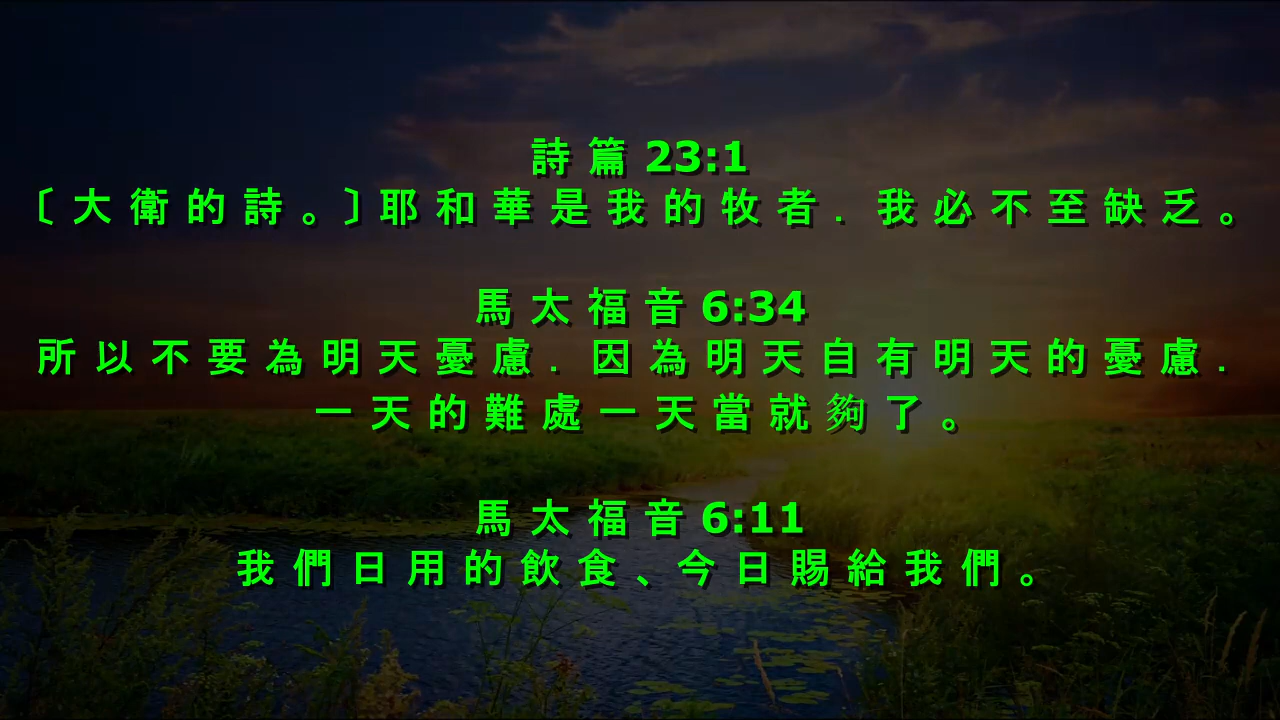 詩篇 23:1
〔大衛的詩。〕耶和華是我的牧者．我必不至缺乏。
馬太福音 6:34
所以不要為明天憂慮．因為明天自有明天的憂慮．
一天的難處一天當就夠了。
馬太福音 6:11
我們日用的飲食、今日賜給我們。